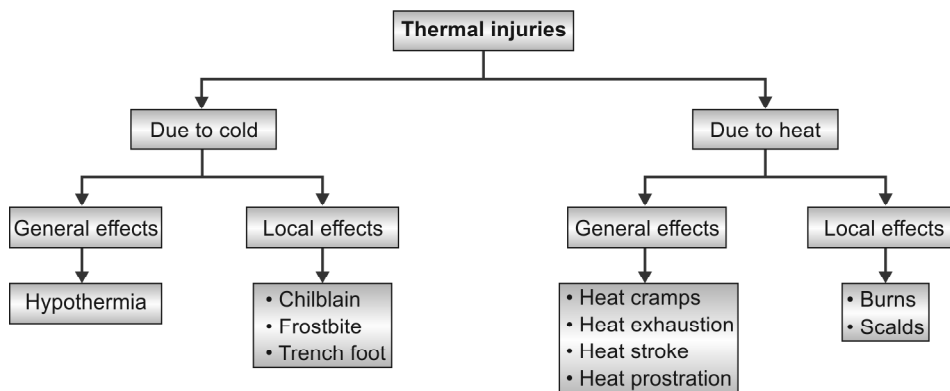 Thermal injuries
Due to cold
Due to heat
General effects
Local effects
General effects
Local effects
Hypothermia
• Chilblain
• Frostbite
• Trench foot
• Heat cramps
• Heat exhaustion
• Heat stroke
• Heat prostration
• Burns
• Scalds